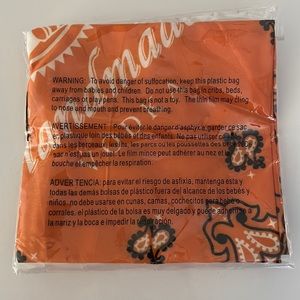 WARNING: To avoid danger of suffocation, keep this plastic bag
away from babies and children. Do not use this bag in cribs, beds,
carriages or play pens. This bag is not a toy. The thin film may cling
to nose and mouth and prevent breathing.
AVERTISSEMENT: Pour éviter le danger d'asphyxie, garder ce sac
en plastique loin des bébés et des enfants. Ne pas utiliser ce sac
dans les berceaux, les lits, les parcs ou les poussettes des bébés. Ce
sac n'est pas un jouet. Le film mince peut adhérer au nez et à la
bouche et empêcher la respiration.
ADVERTENCIA: para evitar el riesgo de asfixia, mantenga esta y
todas las demas bolsas de plástico fuera del alcance de los bebés y
niños, no debe usarse en cunas, camas, cochecitos para bebé o
corrales. el plástico de la bolsa es muy delgado y puede adherirse a
la nariz y la boca e impedir la respiración.